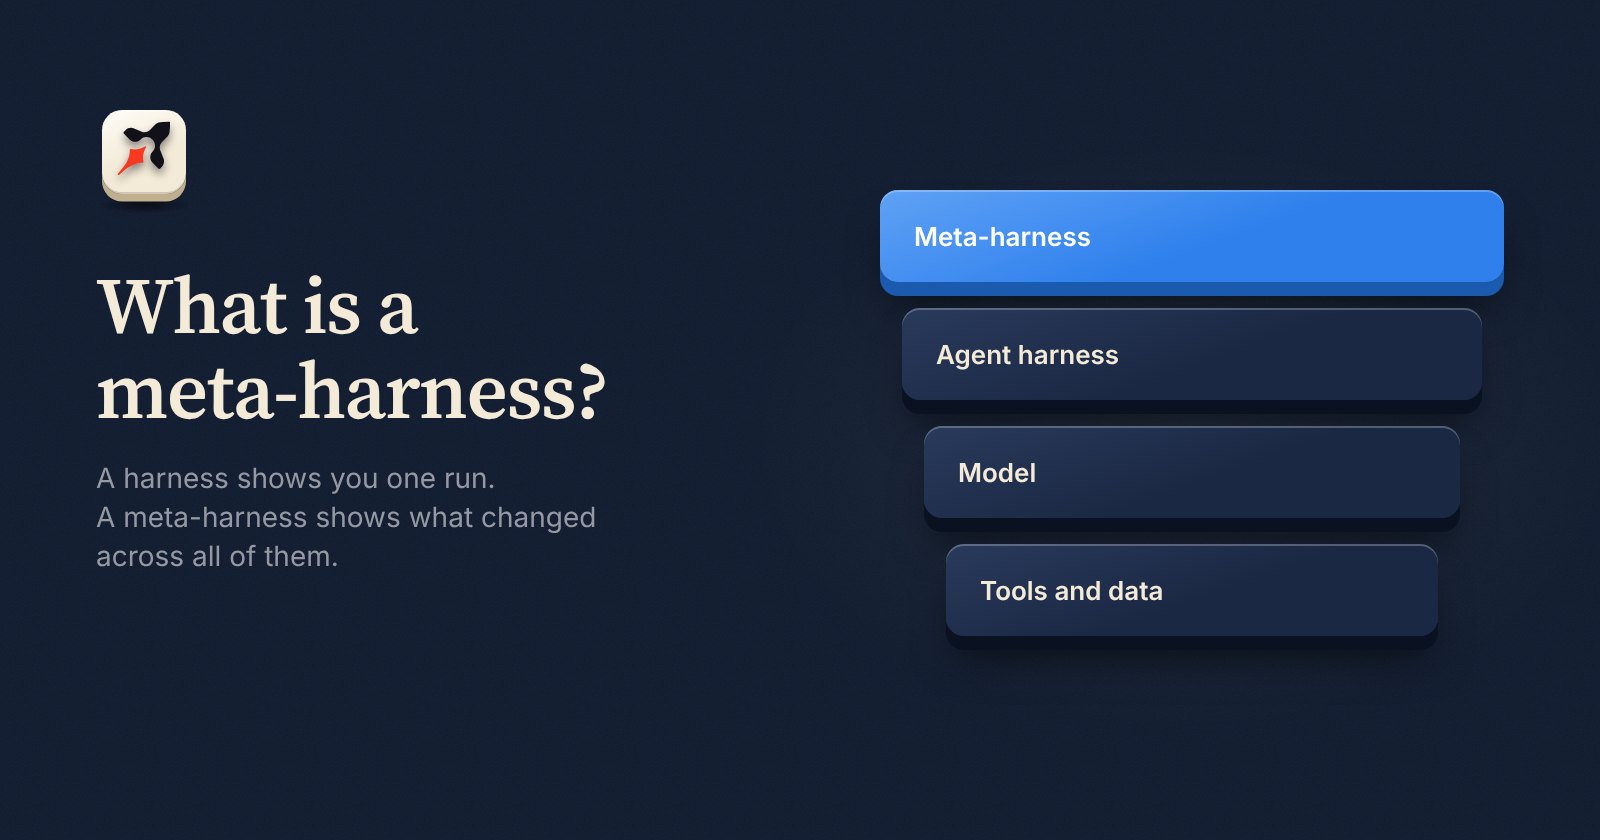 What is a
meta-harness?
A harness shows you one run.
A meta-harness shows what changed
across all of them.
Meta-harness
Agent harness
Model
Tools and data